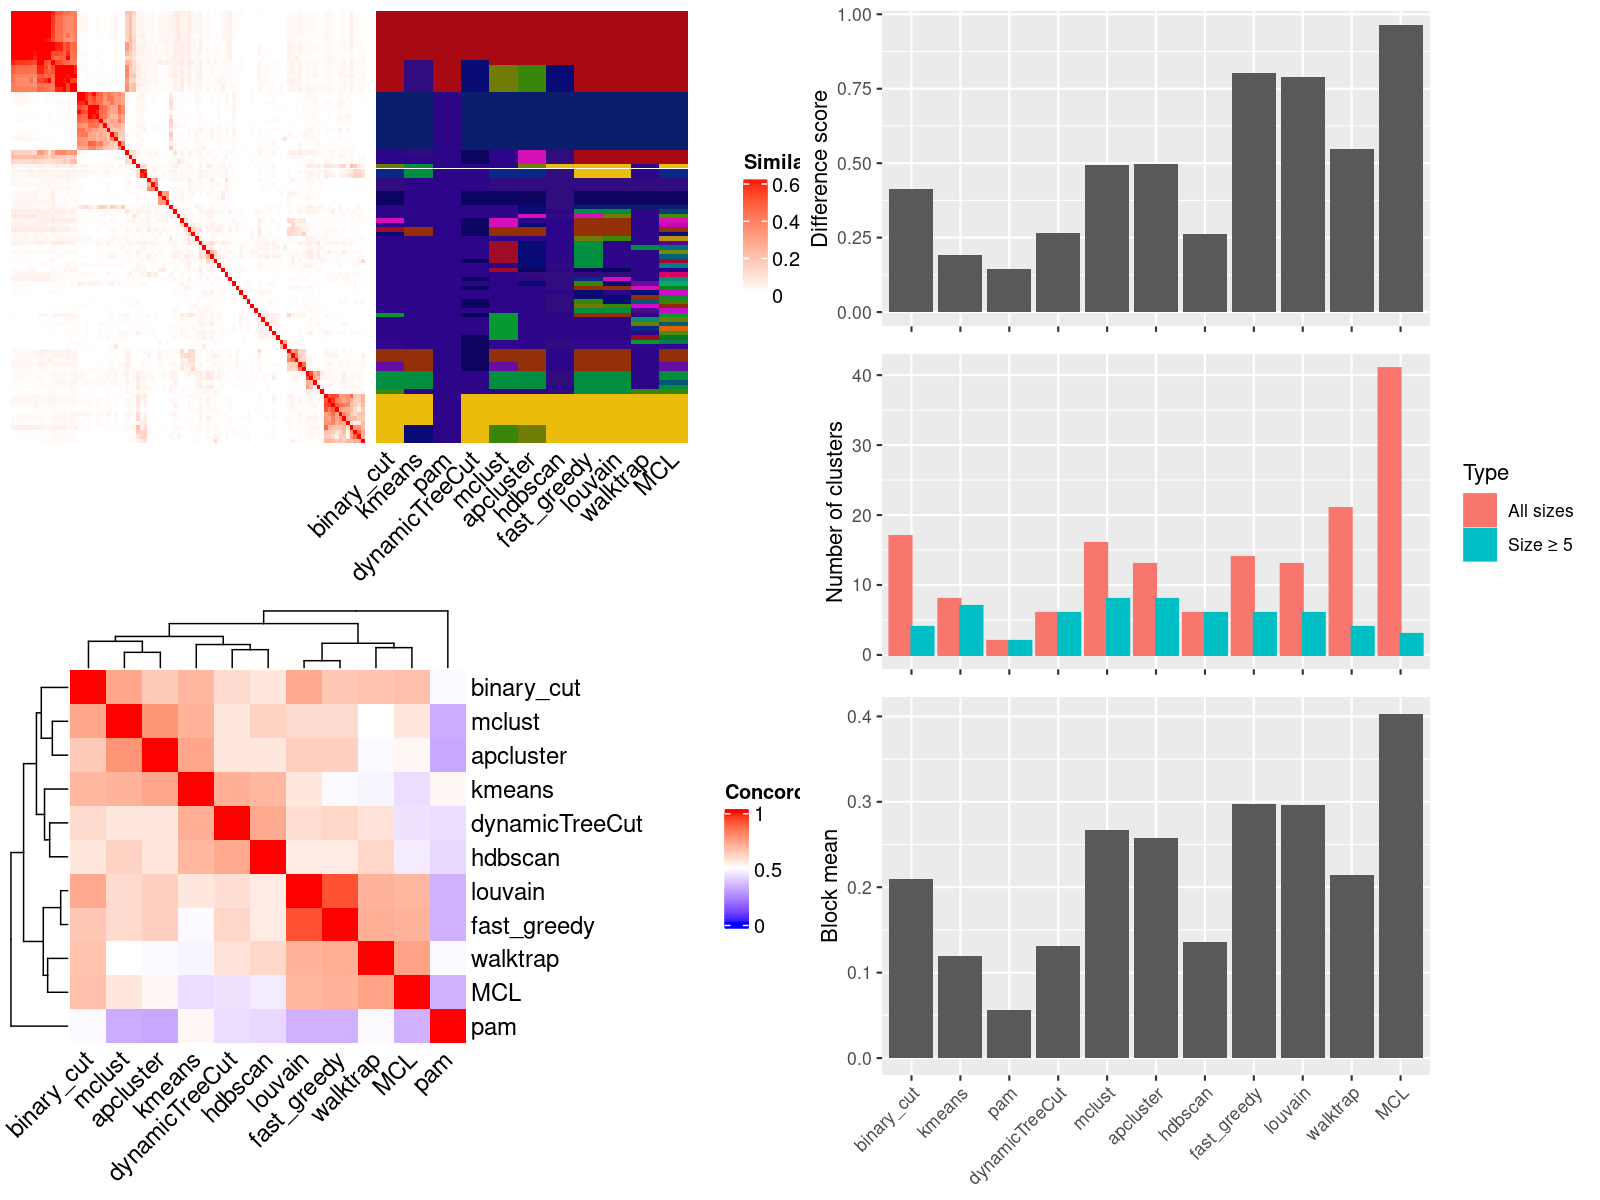 Simila
0.6
0.4
0.2
0
binary_cut
kmeans
pam
dynamicTreeCut
mclust
apcluster
hdbscan
fast_greedy
louvain
walktrap
MCL
binary_cut
mclust
apcluster
kmeans
dynamicTreeCut
hdbscan
louvain
fast_greedy
walktrap
MCL
pam
binary_cut
mclust
apcluster
kmeans
dynamicTreeCut
hdbscan
louvain
fast_greedy
walktrap
MCL
pam
Concord
1
0.5
0
Difference score
1.00
0.75
0.50
0.25
0.00
Number of clusters
40
30
20
10
0
Type
All sizes
Size ≥ 5
Block mean
0.4
0.3
0.2
0.1
0.0
binary_cut
kmeans
pam
dynamicTreeCut
mclust
apcluster
hdbscan
fast_greedy
louvain
walktrap
MCL